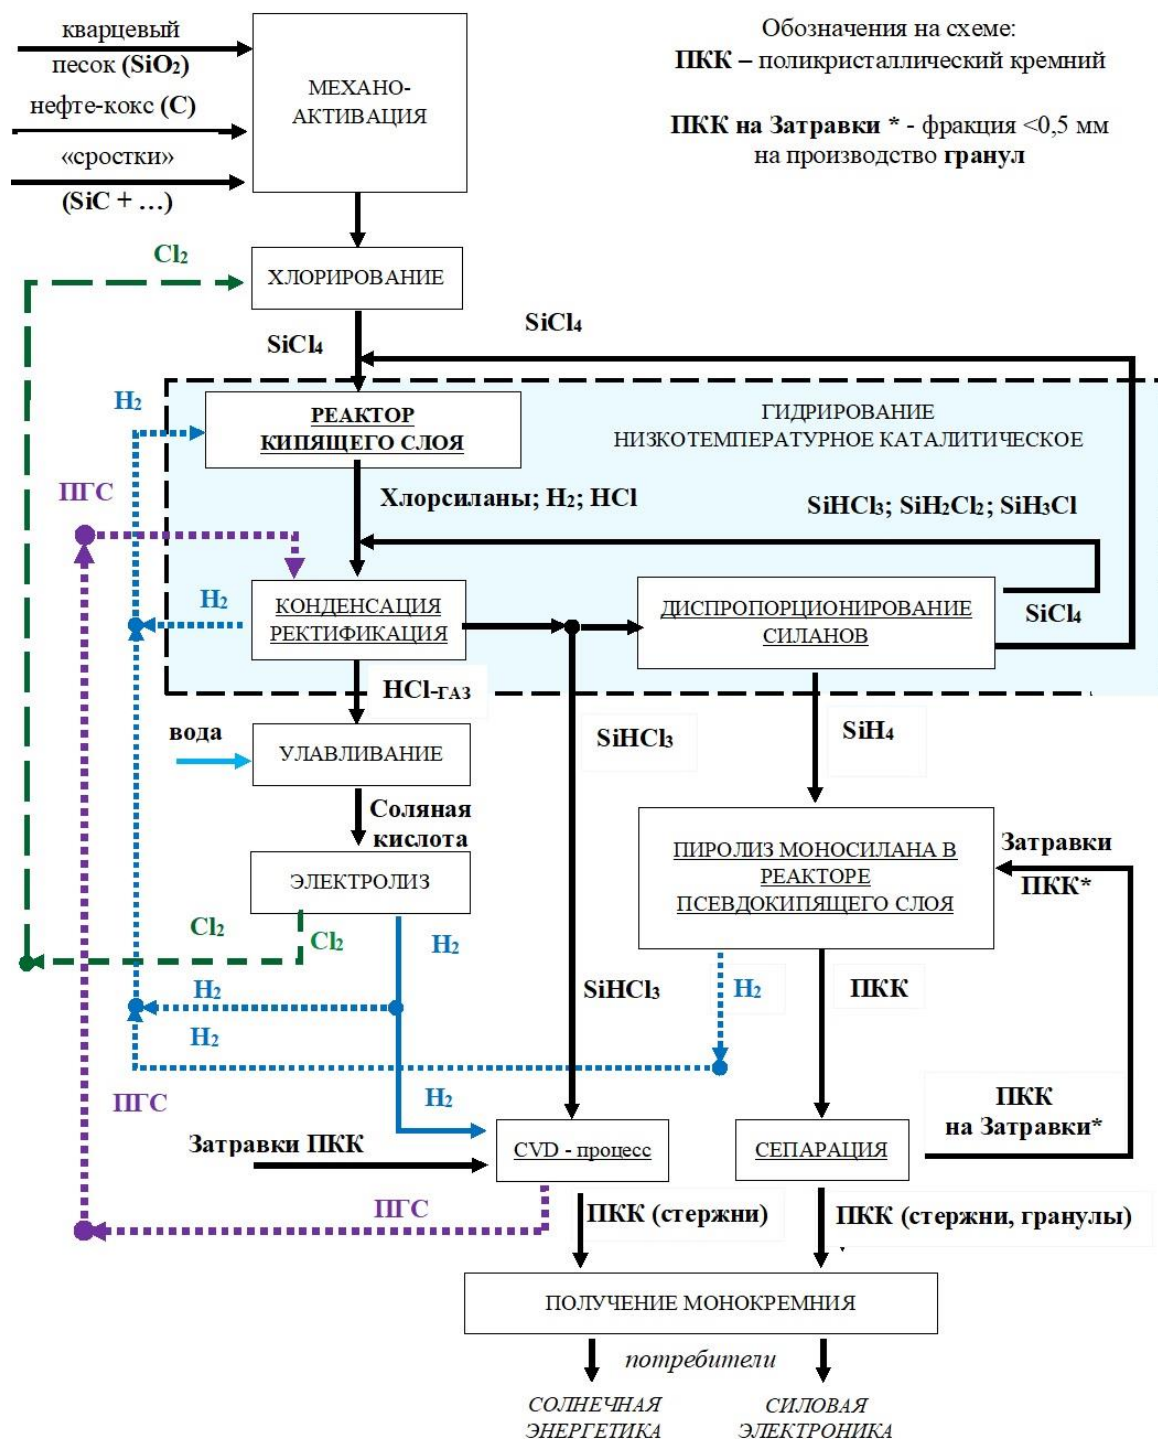 кварцевый
песок (SiO₂)
нефте-кокс (C)
«сростки»
(SiC + …)
МЕХАНО-
АКТИВАЦИЯ
Обозначения на схеме:
ПКК – поликристаллический кремний
ПКК на Затравки * - фракция <0,5 мм
на производство гранул
Cl₂
ХЛОРИРОВАНИЕ
SiCl₄
SiCl₄
H₂
РЕАКТОР
КИПЯЩЕГО СЛОЯ
ГИДРИРОВАНИЕ
НИЗКОТЕМПЕРАТУРНОЕ КАТАЛИТИЧЕСКОЕ
ПГС
Хлорсиланы; H₂; HCl
SiHCl₃; SiH₂Cl₂; SiH₃Cl
H₂
КОНДЕНСАЦИЯ
РЕКТИФИКАЦИЯ
ДИСПРОПОРЦИОНИРОВАНИЕ
СИЛАНОВ
SiCl₄
HCl-ГАЗ
вода
УЛАВЛИВАНИЕ
SiHCl₃
SiH₄
Соляная
кислота
ЭЛЕКТРОЛИЗ
ПИРОЛИЗ МОНОСИЛАНА В
РЕАКТОРЕ
ПСЕВДОКИПЯЩЕГО СЛОЯ
Затравки
ПКК*
Cl₂
Cl₂
H₂
H₂
SiHCl₃
H₂
ПКК
H₂
ПГС
H₂
ПКК
на Затравки*
Затравки ПКК
CVD - процесс
СЕПАРАЦИЯ
ПГС
ПКК (стержни)
ПКК (стержни, гранулы)
ПОЛУЧЕНИЕ МОНОКРЕМНИЯ
потребители
СОЛНЕЧНАЯ
ЭНЕРГЕТИКА
СИЛОВАЯ
ЭЛЕКТРОНИКА